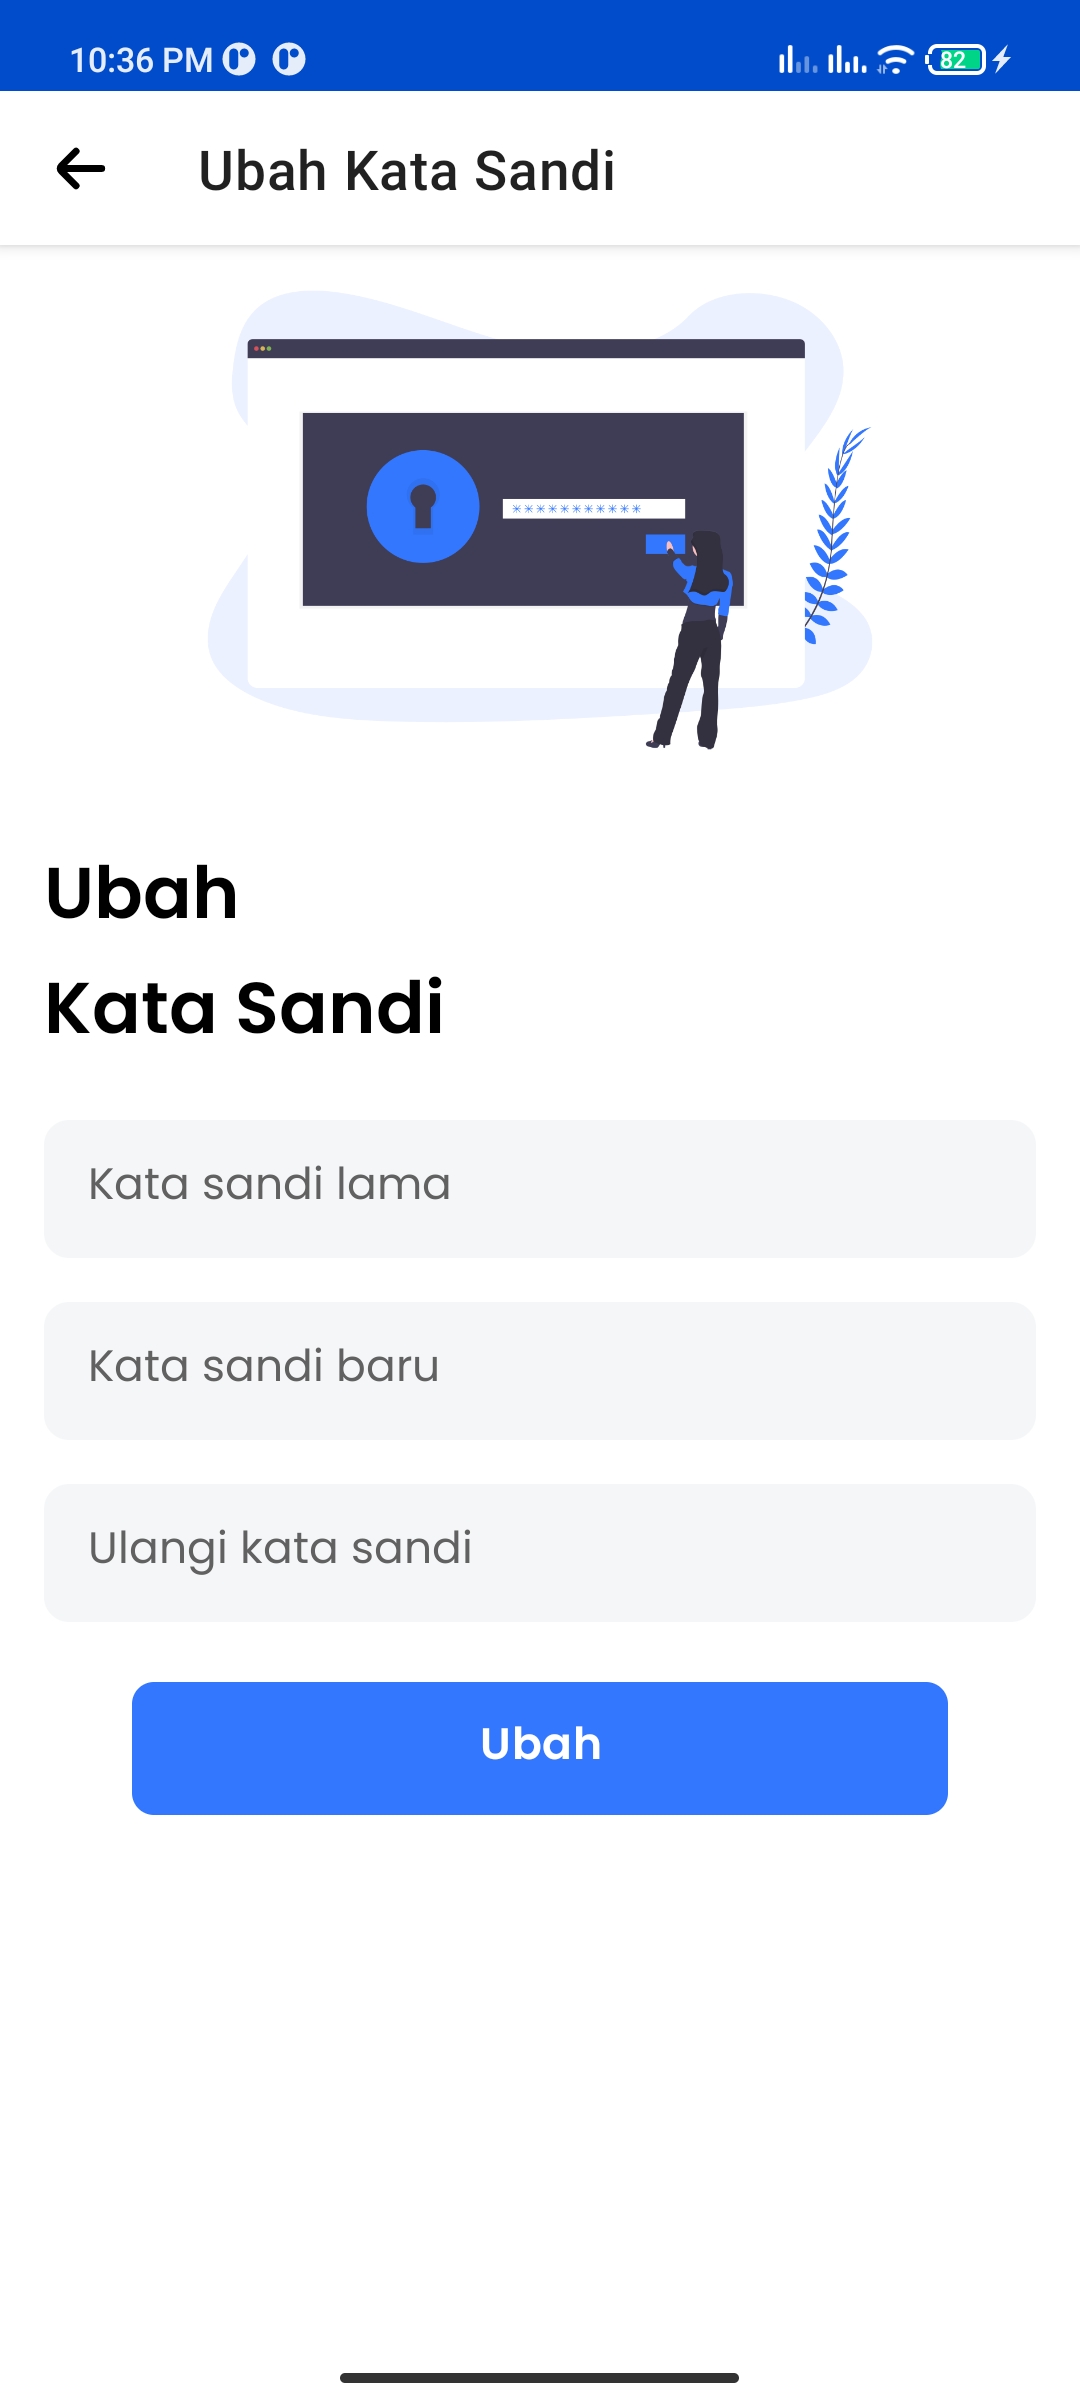 10:36 PM
82
Ubah Kata Sandi
***********
Ubah
Kata Sandi
Kata sandi lama
Kata sandi baru
Ulangi kata sandi
Ubah